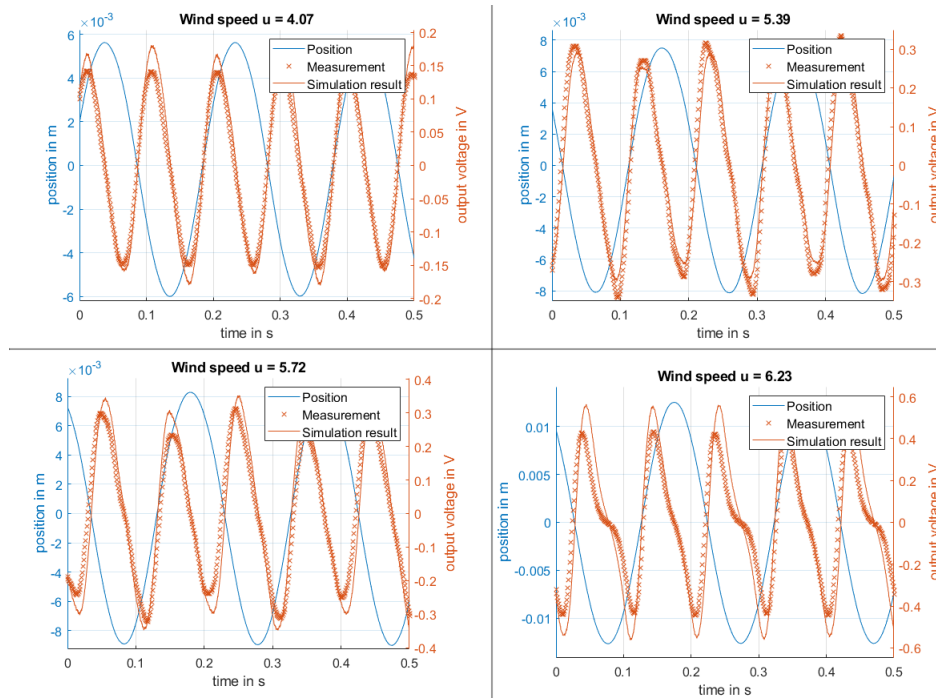 Wind speed u = 4.07
×10⁻³
6
4
2
0
-2
-4
-6
position in m
0.2
0.15
0.1
0.05
0
-0.05
-0.1
-0.15
-0.2
output voltage in V
Position
Measurement
Simulation result
0 0.1 0.2 0.3 0.4 0.5
time in s
Wind speed u = 5.39
×10⁻³
8
6
4
2
0
-2
-4
-6
-8
position in m
0.3
0.2
0.1
0
-0.1
-0.2
-0.3
output voltage in V
Position
Measurement
Simulation result
0 0.1 0.2 0.3 0.4 0.5
time in s
Wind speed u = 5.72
×10⁻³
8
6
4
2
0
-2
-4
-6
-8
position in m
0.4
0.3
0.2
0.1
0
-0.1
-0.2
-0.3
-0.4
output voltage in V
Position
Measurement
Simulation result
0 0.1 0.2 0.3 0.4 0.5
time in s
Wind speed u = 6.23
0.01
0.005
0
-0.005
-0.01
position in m
0.6
0.4
0.2
0
-0.2
-0.4
-0.6
output voltage in V
Position
Measurement
Simulation result
0 0.1 0.2 0.3 0.4 0.5
time in s